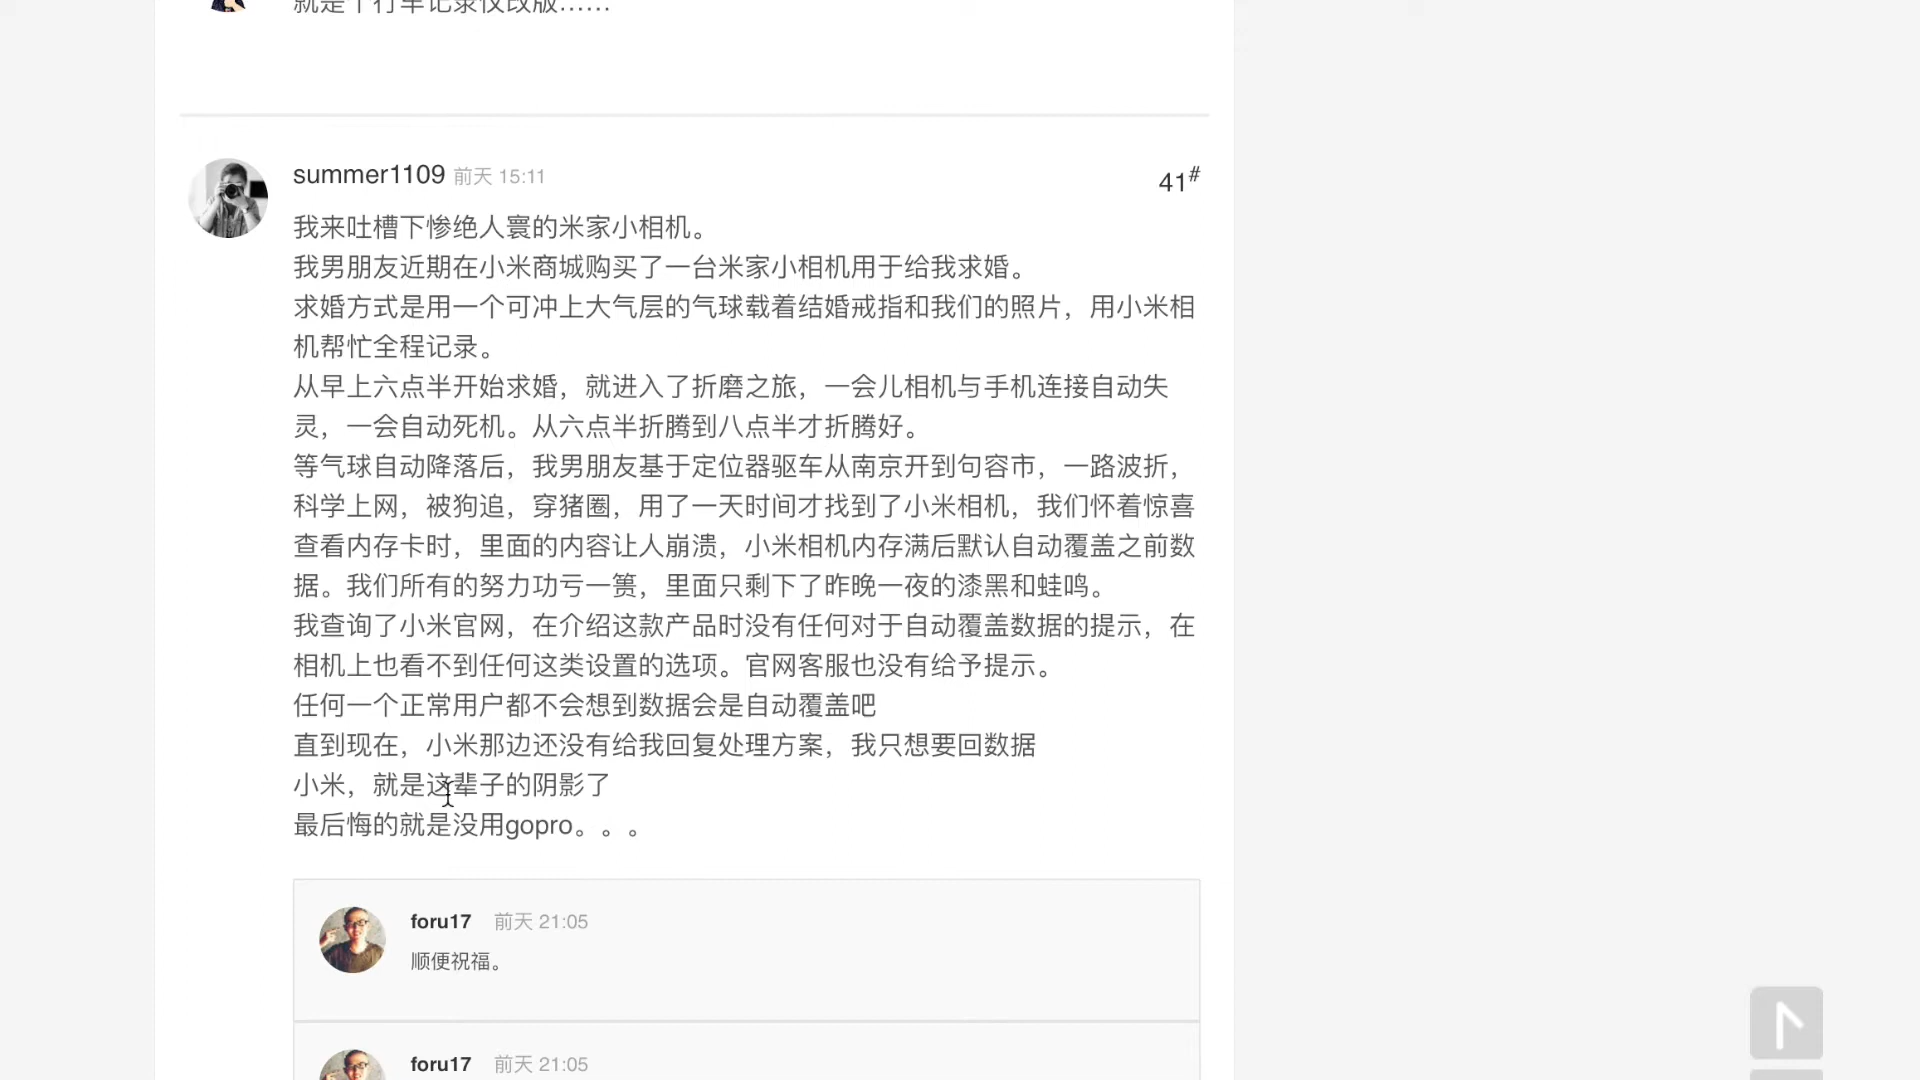 就是个行车记录仪改版……
summer1109 前天 15:11
41#
我来吐槽下惨绝人寰的米家小相机。
我男朋友近期在小米商城购买了一台米家小相机用于给我求婚。
求婚方式是用一个可冲上大气层的气球载着结婚戒指和我们的照片，用小米相
机帮忙全程记录。
从早上六点半开始求婚，就进入了折磨之旅，一会儿相机与手机连接自动失
灵，一会自动死机。从六点半折腾到八点半才折腾好。
等气球自动降落后，我男朋友基于定位器驱车从南京开到句容市，一路波折，
科学上网，被狗追，穿猪圈，用了一天时间才找到了小米相机，我们怀着惊喜
查看内存卡时，里面的内容让人崩溃，小米相机内存满后默认自动覆盖之前数
据。我们所有的努力功亏一篑，里面只剩下了昨晚一夜的漆黑和蛙鸣。
我查询了小米官网，在介绍这款产品时没有任何对于自动覆盖数据的提示，在
相机上也看不到任何这类设置的选项。官网客服也没有给予提示。
任何一个正常用户都不会想到数据会是自动覆盖吧
直到现在，小米那边还没有给我回复处理方案，我只想要回数据
小米，就是这辈子的阴影了
最后悔的就是没用gopro。。。
foru17 前天 21:05
顺便祝福。
foru17 前天 21:05